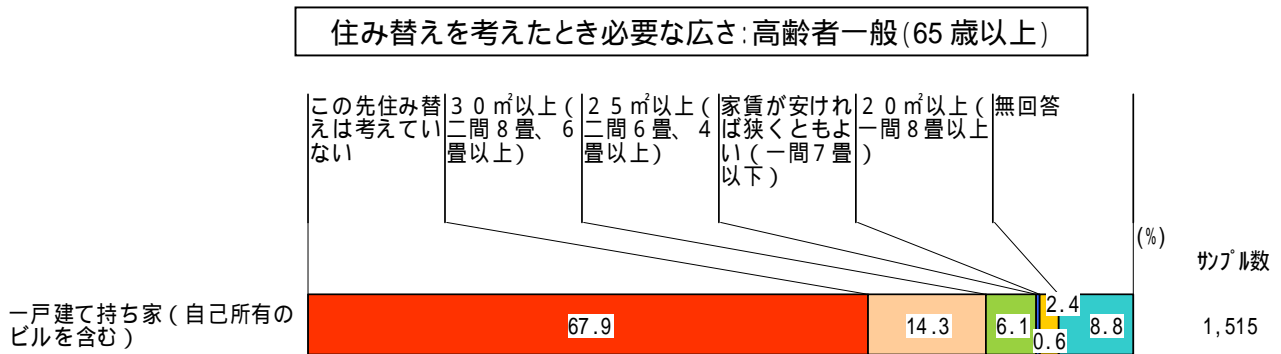 住み替えを考えたとき必要な広さ:高齢者一般(65歳以上)
この先住み替
えは考えてい
ない
３０㎡以上(
二間８畳、６
畳以上)
２５㎡以上(
二間６畳、４
畳以上)
家賃が安けれ
ば狭くともよ
い(一間７畳
以下)
２０㎡以上(
一間８畳以上
)
無回答
(%)
ｻﾝﾌﾟﾙ数
一戸建て持ち家(自己所有の
ビルを含む)
67.9
14.3
6.1
0.6
2.4
8.8
1,515